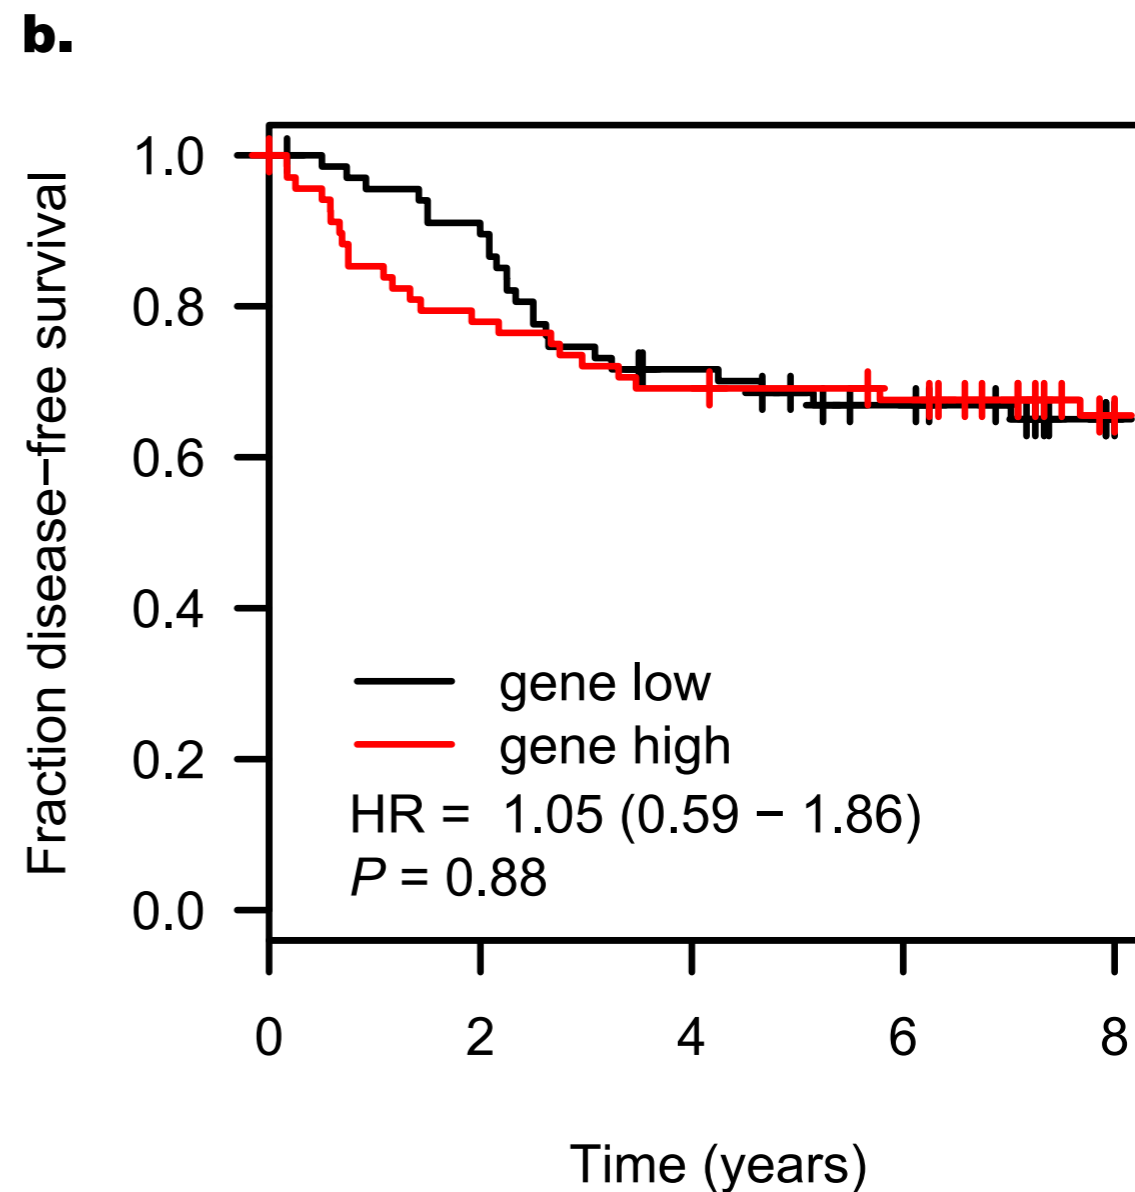 b.
Fraction disease−free survival
1.0
0.8
0.6
0.4
0.2
0.0
gene low
gene high
HR = 1.05 (0.59 − 1.86)
P = 0.88
0 2 4 6 8
Time (years)